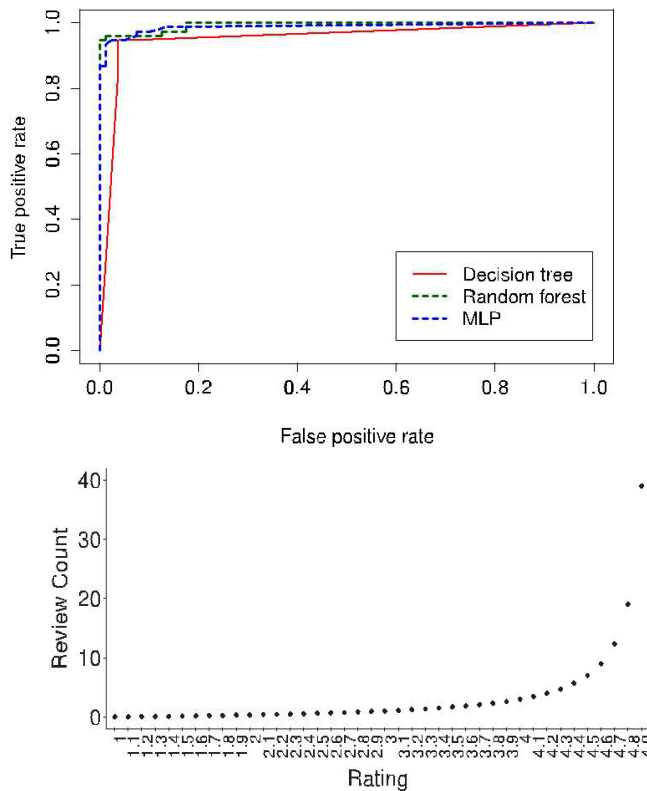 1.0
0.8
0.6
0.4
0.2
0.0
True positive rate
Decision tree
Random forest
MLP
0.0 0.2 0.4 0.6 0.8 1.0
False positive rate
40
30
20
10
0
Review Count
1 1.1 1.2 1.3 1.4 1.5 1.6 1.7 1.8 1.9 2 2.1 2.2 2.3 2.4 2.5 2.6 2.7 2.8 2.9 3 3.1 3.2 3.3 3.4 3.5 3.6 3.7 3.8 3.9 4 4.1 4.2 4.3 4.4 4.5 4.6 4.7 4.8
Rating